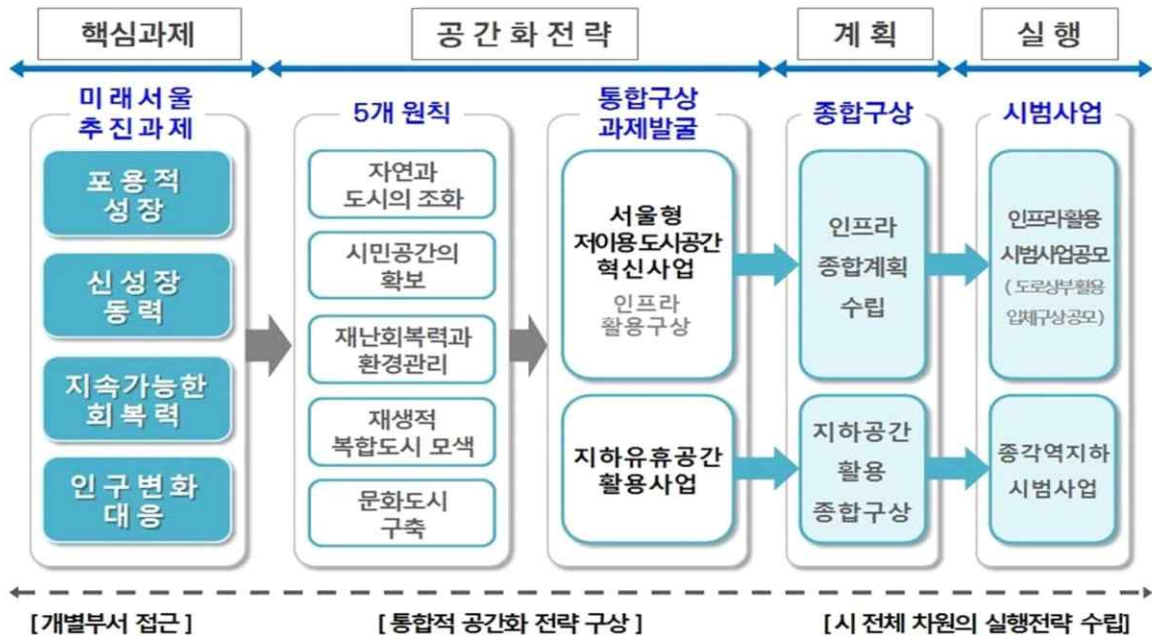 핵심과제
공간화전략
계획
실행
미래서울
추진과제
포용적
성장
신성장
동력
지속가능한
회복력
인구변화
대응
5개 원칙
자연과
도시의 조화
시민공간의
확보
재난회복력과
환경관리
재생적
복합도시 모색
문화도시
구축
통합구상
과제발굴
서울형
저이용 도시공간
혁신사업
인프라
활용구상
지하유휴공간
활용사업
종합구상
인프라
종합계획
수립
지하공간
활용
종합구상
시범사업
인프라활용
시범사업공모
( 도로상부활용
입체구상공모 )
종각역지하
시범사업
[ 개별부서 접근 ]
[ 통합적 공간화 전략 구상 ]
[ 시 전체 차원의 실행전략 수립]